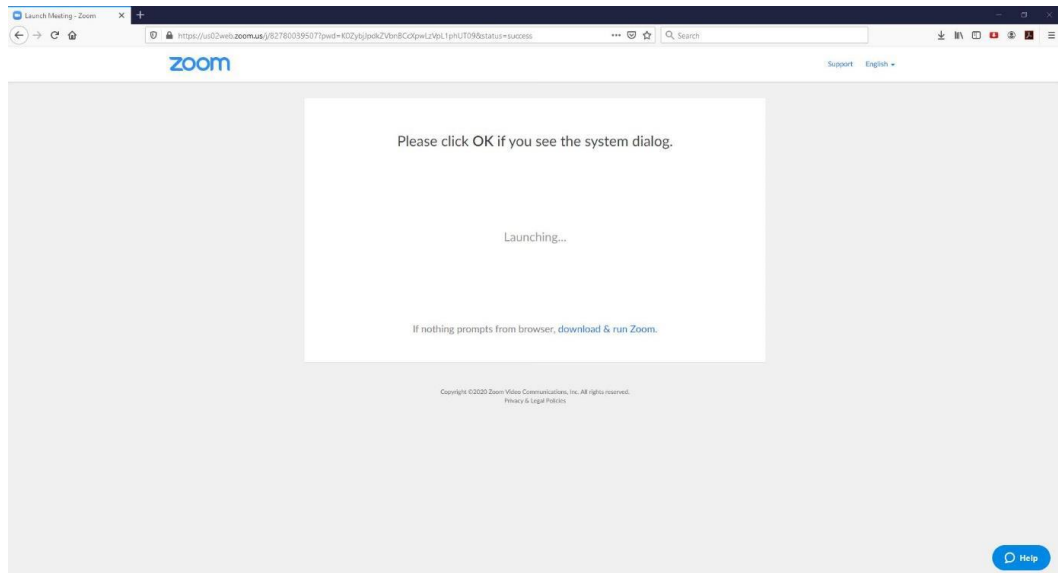 Launch Meeting - Zoom
Search
zoom
Support English
Please click OK if you see the system dialog.
Launching...
If nothing prompts from browser, download & run Zoom.
Copyright ©2020 Zoom Video Communications, Inc. All rights reserved.
Privacy & Legal Policies
Help